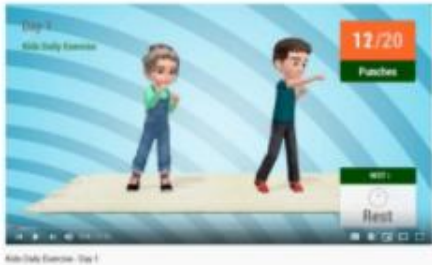 Day 1
Kids Daily Exercise
12/20
Punches
NEXT:
Rest
Kids Daily Exercise - Day 1